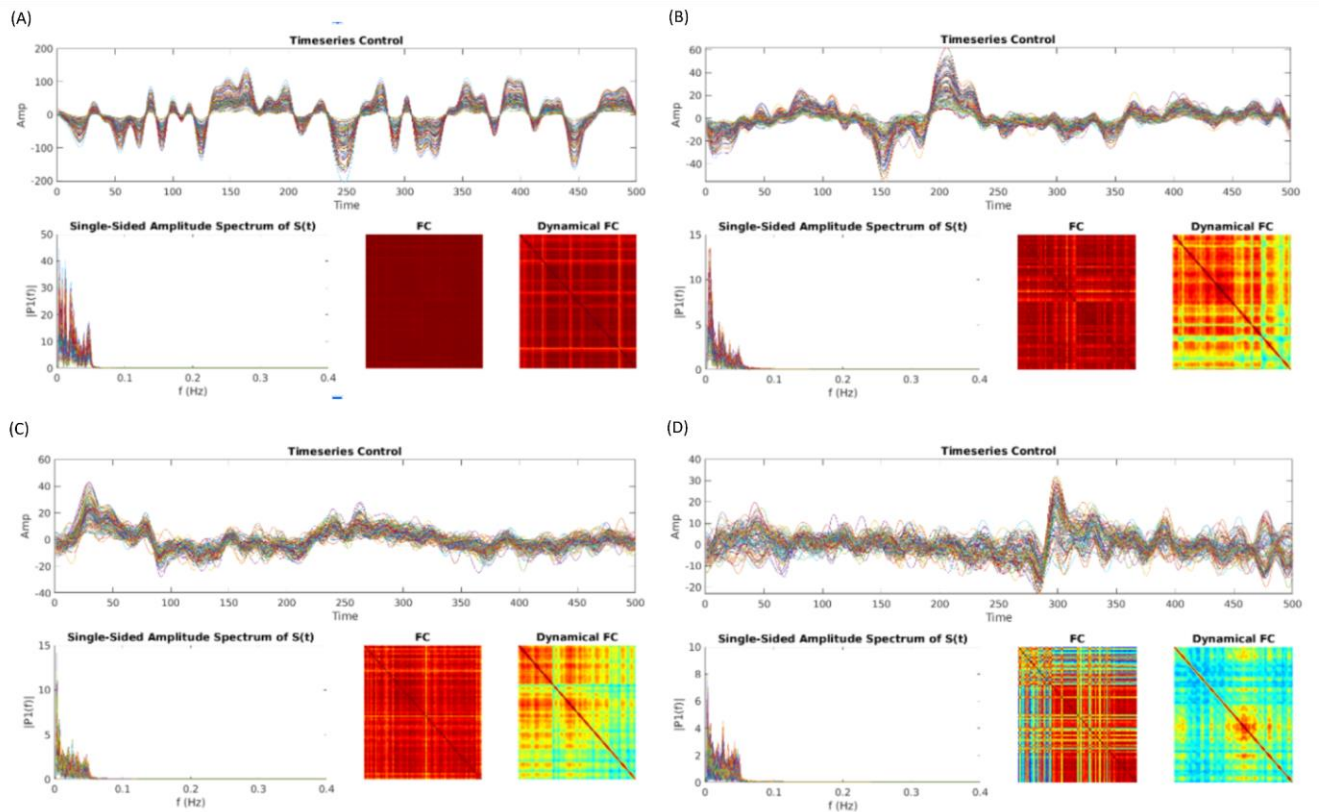 (A)
Timeseries Control
200
100
0
-100
-200
Amp
0 50 100 150 200 250 300 350 400 450 500
Time
Single-Sided Amplitude Spectrum of S(t)
50
40
30
20
10
0
|P1(f)|
0 0.1 0.2 0.3 0.4
f (Hz)
FC
Dynamical FC
(B)
Timeseries Control
60
40
20
0
-20
-40
Amp
0 50 100 150 200 250 300 350 400 450 500
Time
Single-Sided Amplitude Spectrum of S(t)
15
10
5
0
|P1(f)|
0 0.1 0.2 0.3 0.4
f (Hz)
FC
Dynamical FC
(C)
Timeseries Control
60
40
20
0
-20
-40
Amp
0 50 100 150 200 250 300 350 400 450 500
Time
Single-Sided Amplitude Spectrum of S(t)
15
10
5
0
|P1(f)|
0 0.1 0.2 0.3 0.4
f (Hz)
FC
Dynamical FC
(D)
Timeseries Control
40
30
20
10
0
-10
-20
Amp
0 50 100 150 200 250 300 350 400 450 500
Time
Single-Sided Amplitude Spectrum of S(t)
10
8
6
4
2
0
|P1(f)|
0 0.1 0.2 0.3 0.4
f (Hz)
FC
Dynamical FC